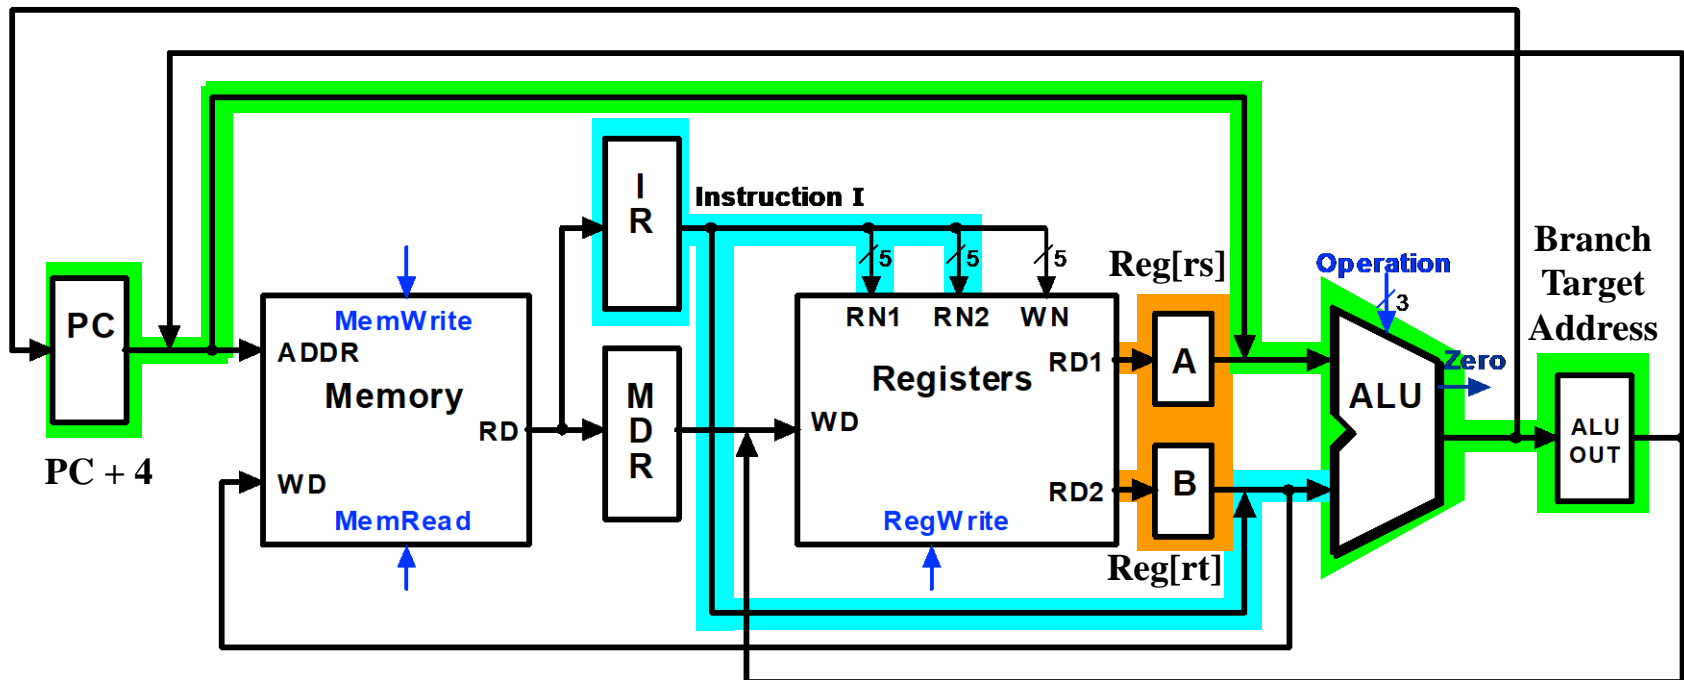 PC
PC + 4
MemWrite
ADDR
Memory
RD
WD
MemRead
I
R
Instruction I
M
D
R
5
5
5
RN1 RN2 WN
RD1
Registers
WD
RD2
RegWrite
Reg[rs]
A
B
Reg[rt]
Operation
3
Zero
ALU
Branch
Target
Address
ALU
OUT